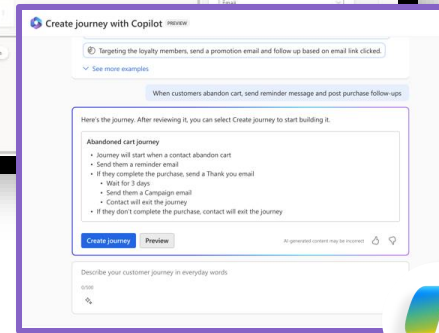 Email
Create journey with Copilot PREVIEW
Targeting the loyalty members, send a promotion email and follow up based on email link clicked.
See more examples
When customers abandon cart, send reminder message and post purchase follow-ups
Here's the journey. After reviewing it, you can select Create journey to start building it.
Abandoned cart journey
• Journey will start when a contact abandon cart
• Send them a reminder email
• If they complete the purchase, send a Thank you email
• Wait for 3 days
• Send them a Campaign email
• Contact will exit the journey
• If they don't complete the purchase, contact will exit the journey
Create journey Preview AI generated content may be incorrect
Describe your customer journey in everyday words